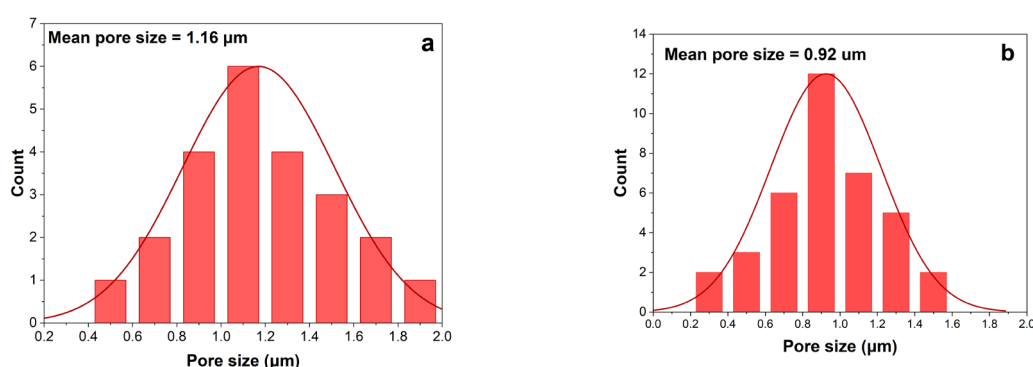 Mean pore size = 1.16 μm
a
7
6
5
4
3
2
1
0
Count
0.2 0.4 0.6 0.8 1.0 1.2 1.4 1.6 1.8 2.0
Pore size (μm)
Mean pore size = 0.92 um
b
14
12
10
8
6
4
2
0
Count
0.0 0.2 0.4 0.6 0.8 1.0 1.2 1.4 1.6 1.8 2.0
Pore size (μm)